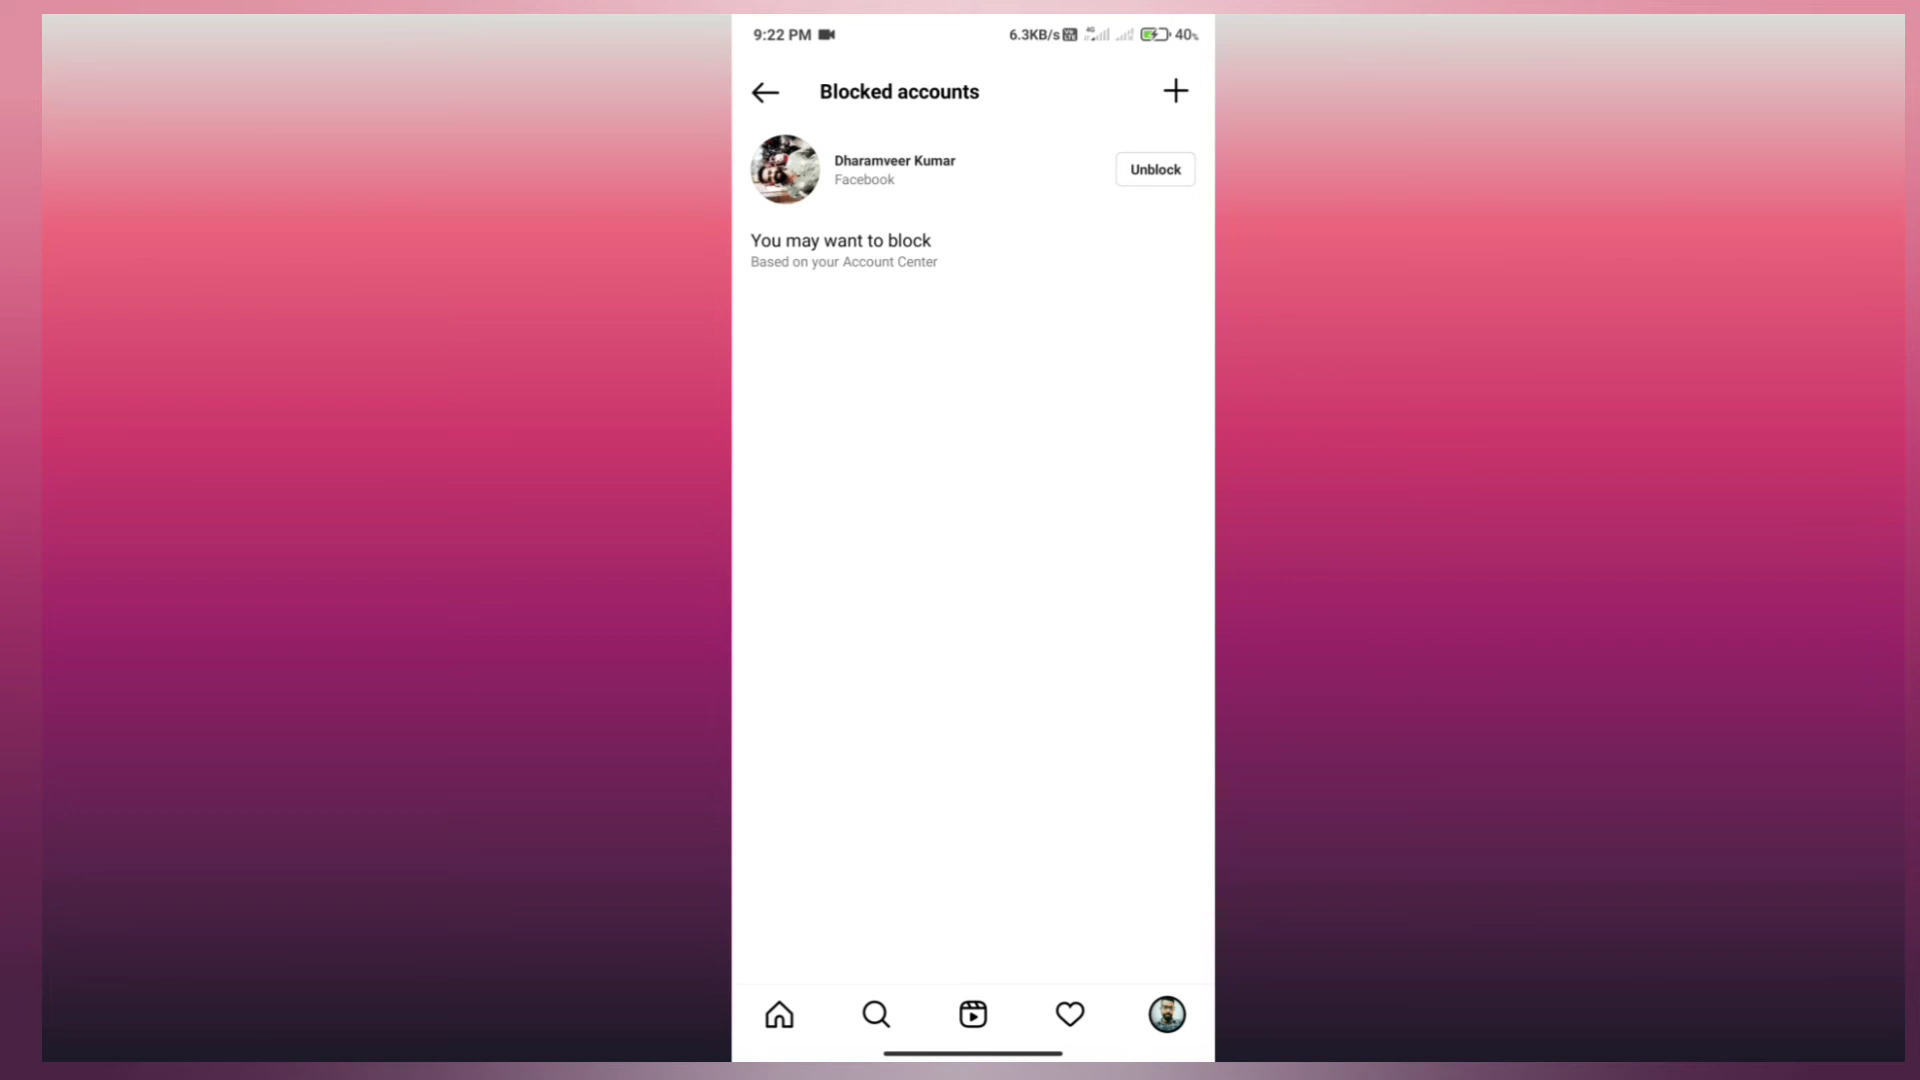 9:22 PM 6.3KB/s 4G 40%
Blocked accounts
Dharamveer Kumar
Facebook
Unblock
You may want to block
Based on your Account Center